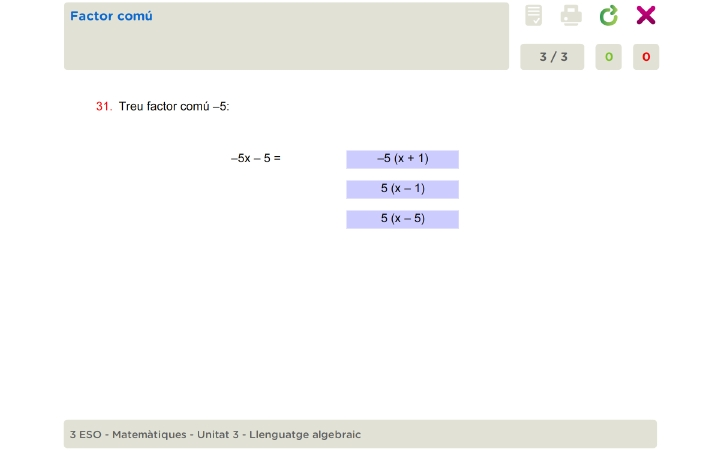 Factor comú
3 / 3
0
0
31. Treu factor comú –5:
–5x – 5 =
–5 (x + 1)
5 (x – 1)
5 (x – 5)
3 ESO - Matemàtiques - Unitat 3 - Llenguatge algebraic